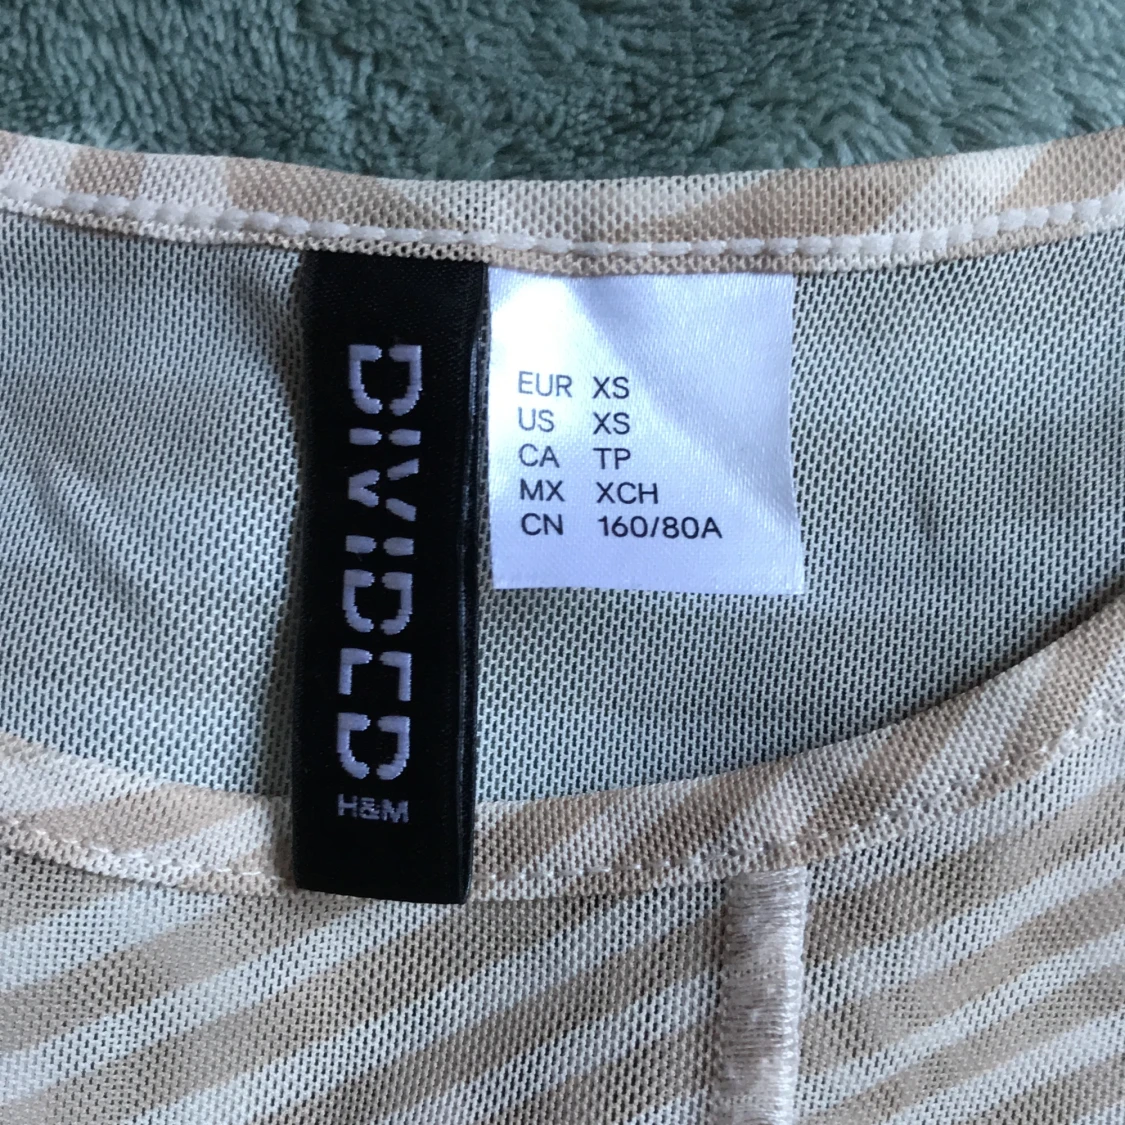 DIVIDED
H&M
EUR XS
US XS
CA TP
MX XCH
CN 160/80A